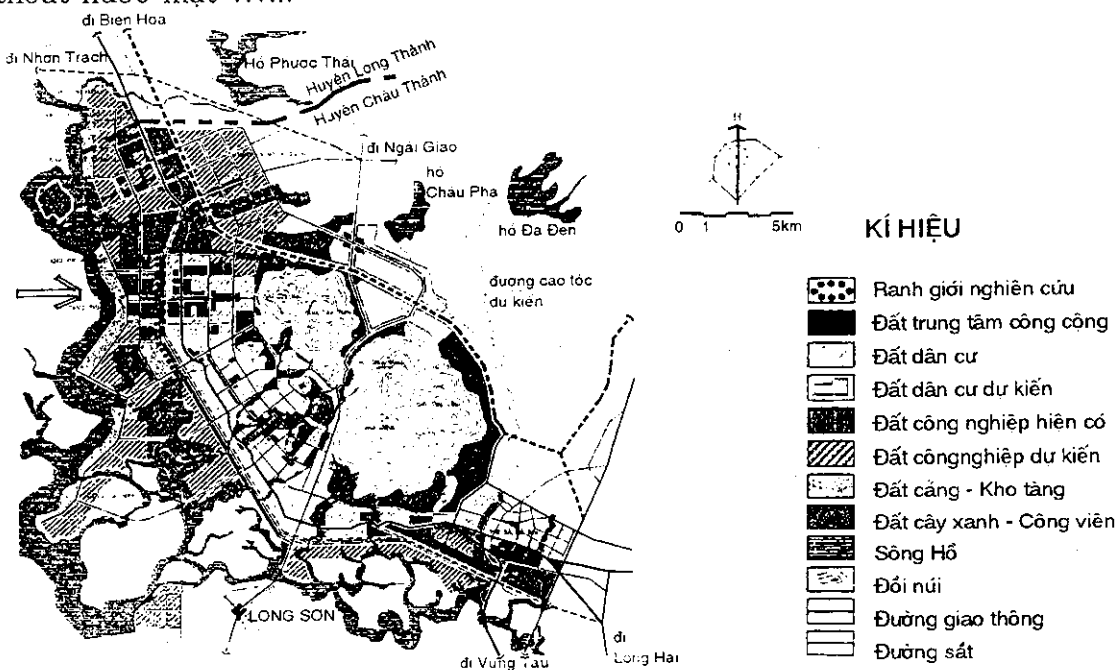 đi Biên Hòa
đi Nhơn Trạch
Hồ Phước Thái
Huyện Long Thành
Huyện Châu Thành
đi Ngãi Giao
hồ
Châu Pha
hồ Đá Đen
đường cao tốc
dự kiến
LONG SƠN
đi Vũng Tàu
đi
Long Hải
0 1 5km
KÍ HIỆU
Ranh giới nghiên cứu
Đất trung tâm công công
Đất dân cư
Đất dân cư dự kiến
Đất công nghiệp hiện có
Đất côngnghiệp dự kiến
Đất cảng - Kho tàng
Đất cây xanh - Công viên
Sông Hồ
Đồi núi
Đường giao thông
Đường sắt